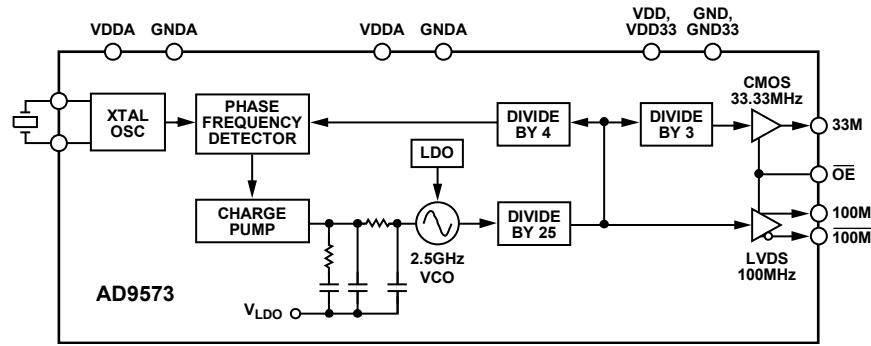 VDDA GNDA VDDA GNDA VDD, VDD33 GND, GND33
XTAL
OSC
PHASE
FREQUENCY
DETECTOR
DIVIDE
BY 4
DIVIDE
BY 3
CMOS
33.33MHz
33M
LDO
OE
CHARGE
PUMP
2.5GHz
VCO
DIVIDE
BY 25
100M
100M
LVDS
100MHz
AD9573
VLDO